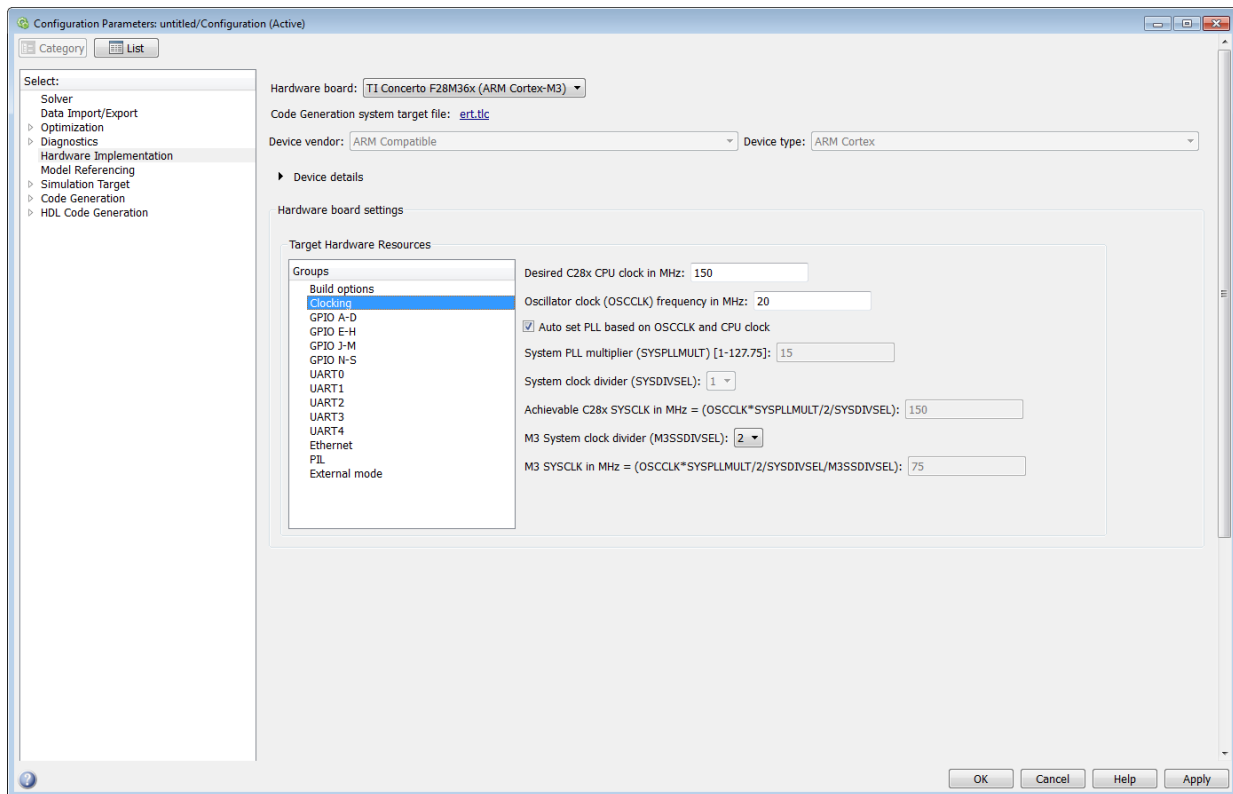 Configuration Parameters: untitled/Configuration (Active)
Category
List
Select:
Solver
Data Import/Export
Optimization
Diagnostics
Hardware Implementation
Model Referencing
Simulation Target
Code Generation
HDL Code Generation
Hardware board: TI Concerto F28M36x (ARM Cortex-M3)
Code Generation system target file: ert.tlc
Device vendor: ARM Compatible Device type: ARM Cortex
Device details
Hardware board settings
Target Hardware Resources
Groups
Build options
Clocking
GPIO A-D
GPIO E-H
GPIO J-M
GPIO N-S
UART0
UART1
UART2
UART3
UART4
Ethernet
PIL
External mode
Desired C28x CPU clock in MHz: 150
Oscillator clock (OSCCLK) frequency in MHz: 20
Auto set PLL based on OSCCLK and CPU clock
System PLL multiplier (SYSPLLMULT) [1-127.75]: 15
System clock divider (SYSDIVSEL): 1
Achievable C28x SYSCLK in MHz = (OSCCLK*SYSPLLMULT/2/SYSDIVSEL): 150
M3 System clock divider (M3SSDIVSEL): 2
M3 SYSCLK in MHz = (OSCCLK*SYSPLLMULT/2/SYSDIVSEL/M3SSDIVSEL): 75
OK Cancel Help Apply